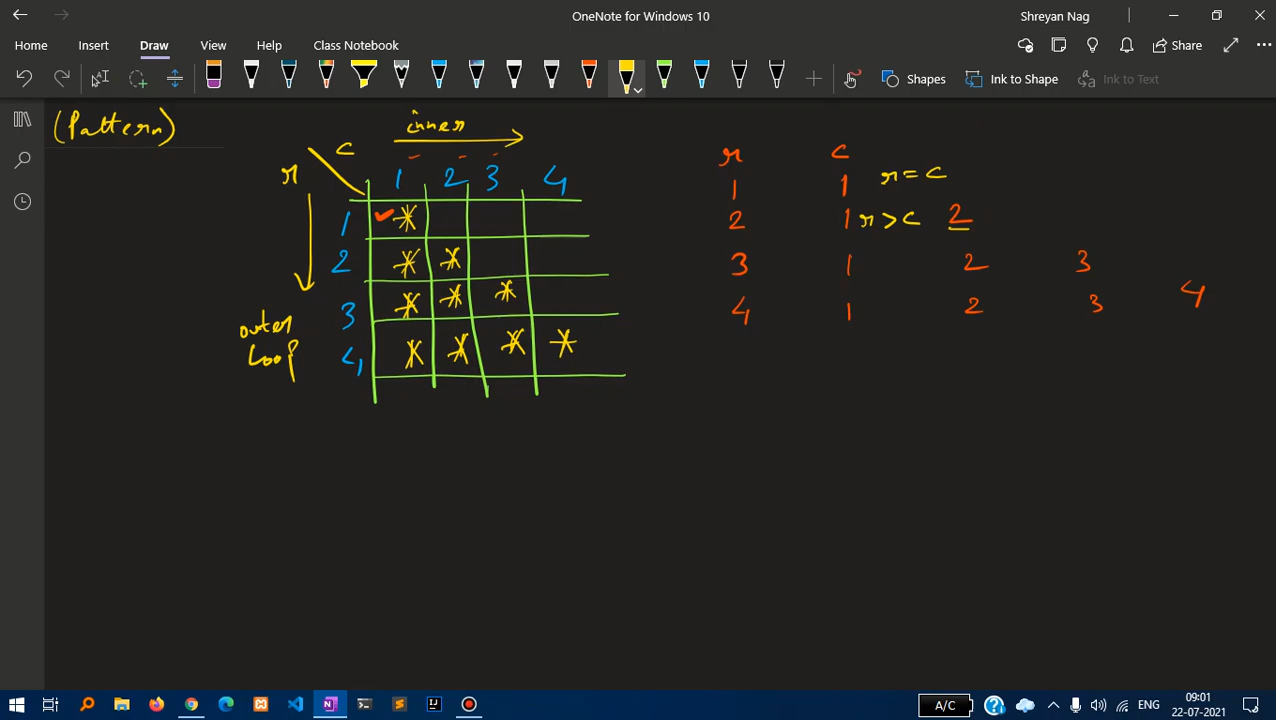 OneNote for Windows 10
Shreyan Nag
Home Insert Draw View Help Class Notebook
Share
Shapes
Ink to Shape
Ink to Text
(Pattern)
inner
r c
1 2 3 4
1 *
2 * *
3 * * *
4 * * * *
outer
loop
r c
1 1 r = c
2 1 r > c 2
3 1 2 3
4 1 2 3 4
A/C
ENG
09:01
22-07-2021